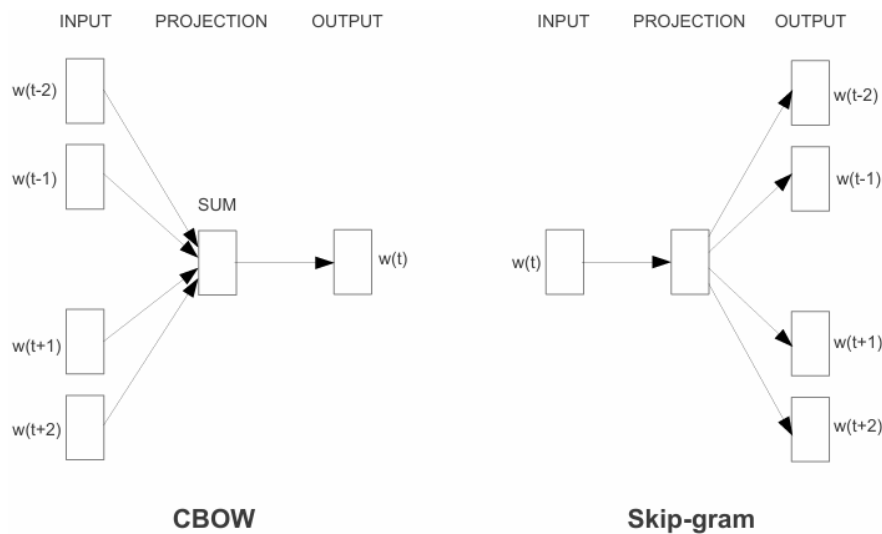 INPUT PROJECTION OUTPUT
w(t-2)
w(t-1)
SUM
w(t)
w(t+1)
w(t+2)
CBOW
INPUT PROJECTION OUTPUT
w(t-2)
w(t-1)
w(t)
w(t+1)
w(t+2)
Skip-gram